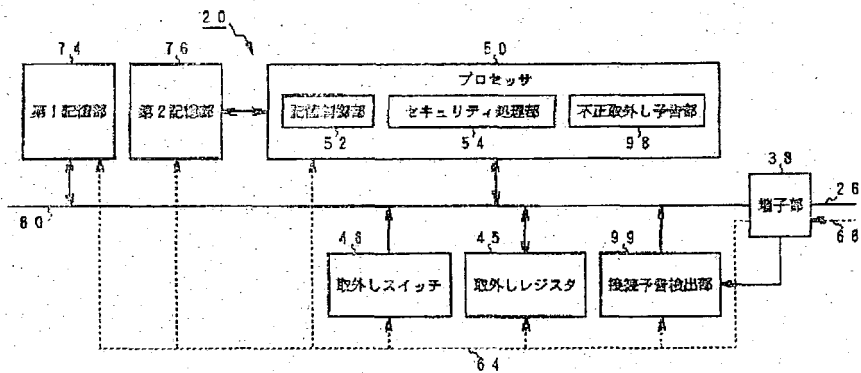 20
74
76
50
プロセッサ
第1記憶部
第2記憶部
記憶制御部
セキュリティ処理部
不正取外し予告部
52
54
98
38
端子部
26
68
60
46
45
99
取外しスイッチ
取外しレジスタ
接続予告検出部
64